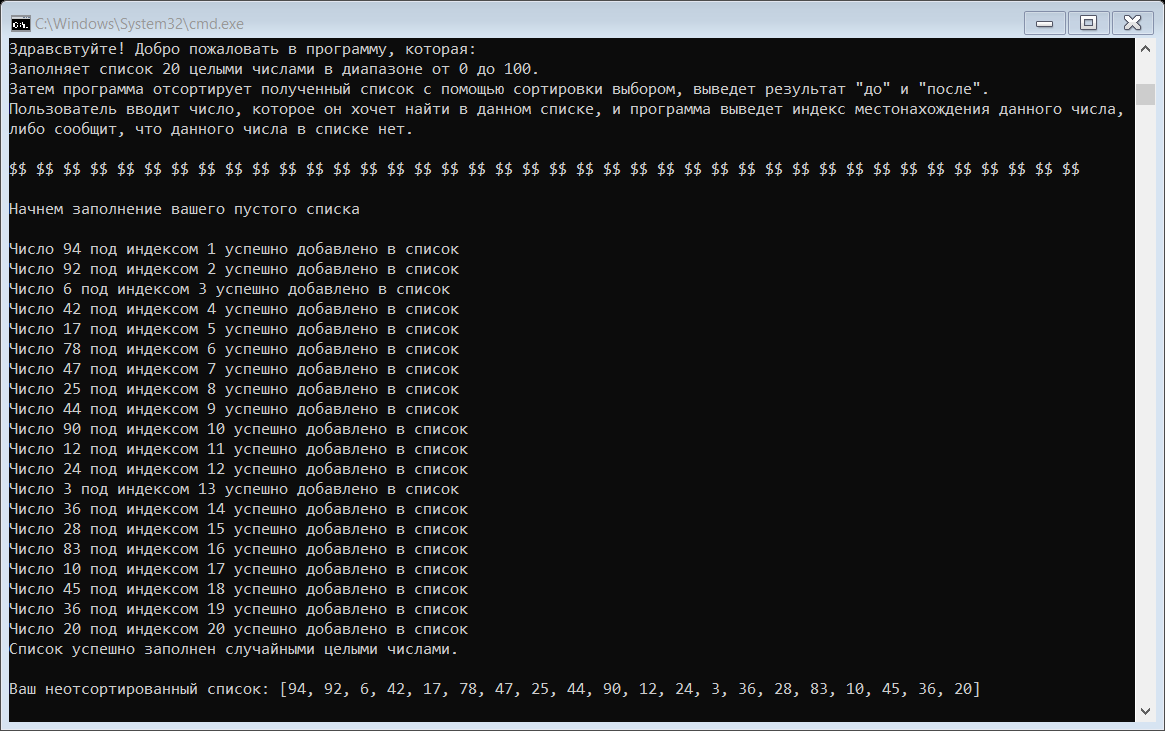 C:\Windows\System32\cmd.exe
Здравсвтуйте! Добро пожаловать в программу, которая:
Заполняет список 20 целыми числами в диапазоне от 0 до 100.
Затем программа отсортирует полученный список с помощью сортировки выбором, выведет результат "до" и "после".
Пользователь вводит число, которое он хочет найти в данном списке, и программа выведет индекс местонахождения данного числа,
либо сообщит, что данного числа в списке нет.
$$ $$ $$ $$ $$ $$ $$ $$ $$ $$ $$ $$ $$ $$ $$ $$ $$ $$ $$ $$ $$ $$ $$ $$ $$ $$ $$ $$ $$ $$ $$ $$ $$ $$ $$ $$ $$ $$ $$ $$
Начнем заполнение вашего пустого списка
Число 94 под индексом 1 успешно добавлено в список
Число 92 под индексом 2 успешно добавлено в список
Число 6 под индексом 3 успешно добавлено в список
Число 42 под индексом 4 успешно добавлено в список
Число 17 под индексом 5 успешно добавлено в список
Число 78 под индексом 6 успешно добавлено в список
Число 47 под индексом 7 успешно добавлено в список
Число 25 под индексом 8 успешно добавлено в список
Число 44 под индексом 9 успешно добавлено в список
Число 90 под индексом 10 успешно добавлено в список
Число 12 под индексом 11 успешно добавлено в список
Число 24 под индексом 12 успешно добавлено в список
Число 3 под индексом 13 успешно добавлено в список
Число 36 под индексом 14 успешно добавлено в список
Число 28 под индексом 15 успешно добавлено в список
Число 83 под индексом 16 успешно добавлено в список
Число 10 под индексом 17 успешно добавлено в список
Число 45 под индексом 18 успешно добавлено в список
Число 36 под индексом 19 успешно добавлено в список
Число 20 под индексом 20 успешно добавлено в список
Список успешно заполнен случайными целыми числами.
Ваш неотсортированный список: [94, 92, 6, 42, 17, 78, 47, 25, 44, 90, 12, 24, 3, 36, 28, 83, 10, 45, 36, 20]